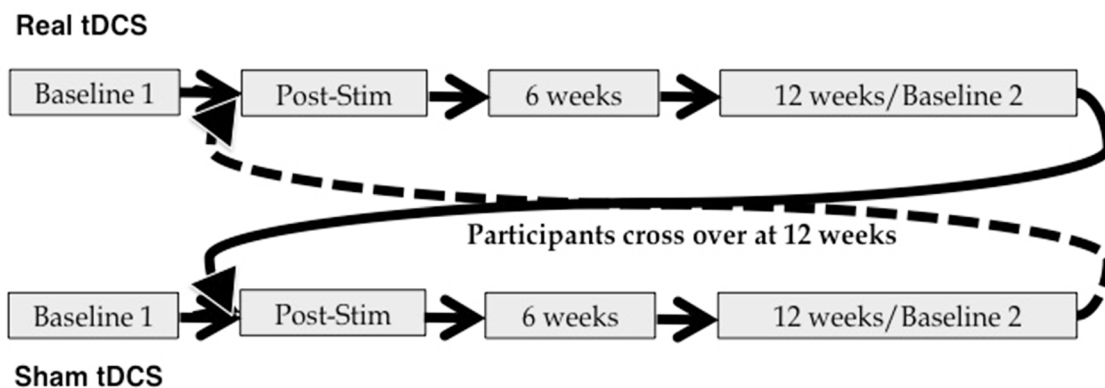 Real tDCS
Baseline 1 Post-Stim 6 weeks 12 weeks/Baseline 2
Participants cross over at 12 weeks
Baseline 1 Post-Stim 6 weeks 12 weeks/Baseline 2
Sham tDCS